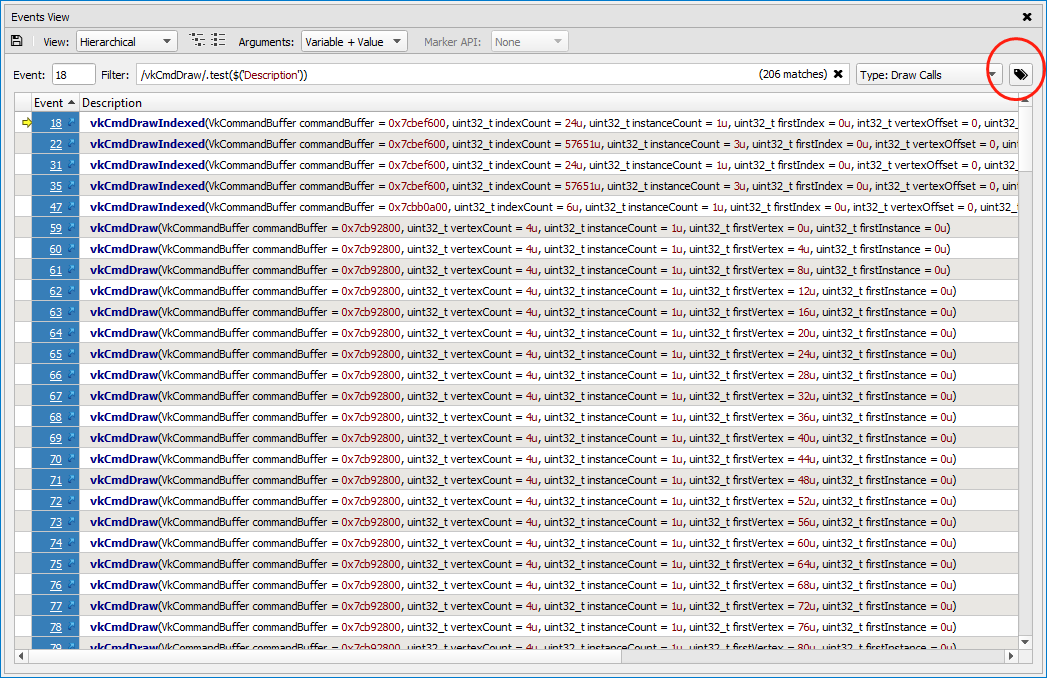 Events View
View: Hierarchical Arguments: Variable + Value Marker API: None
Event: 18 Filter: /vkCmdDraw/.test($('Description')) (206 matches) Type: Draw Calls
Event Description
18 vkCmdDrawIndexed(VkCommandBuffer commandBuffer = 0x7cbef600, uint32_t indexCount = 24u, uint32_t instanceCount = 1u, uint32_t firstIndex = 0u, int32_t vertexOffset = 0, uint32_
22 vkCmdDrawIndexed(VkCommandBuffer commandBuffer = 0x7cbef600, uint32_t indexCount = 57651u, uint32_t instanceCount = 3u, uint32_t firstIndex = 0u, int32_t vertexOffset = 0, uint
31 vkCmdDrawIndexed(VkCommandBuffer commandBuffer = 0x7cbef600, uint32_t indexCount = 24u, uint32_t instanceCount = 1u, uint32_t firstIndex = 0u, int32_t vertexOffset = 0, uint32_
35 vkCmdDrawIndexed(VkCommandBuffer commandBuffer = 0x7cbef600, uint32_t indexCount = 57651u, uint32_t instanceCount = 3u, uint32_t firstIndex = 0u, int32_t vertexOffset = 0, uint
47 vkCmdDrawIndexed(VkCommandBuffer commandBuffer = 0x7cbb0a00, uint32_t indexCount = 6u, uint32_t instanceCount = 1u, uint32_t firstIndex = 0u, int32_t vertexOffset = 0, uint32_t
59 vkCmdDraw(VkCommandBuffer commandBuffer = 0x7cb92800, uint32_t vertexCount = 4u, uint32_t instanceCount = 1u, uint32_t firstVertex = 0u, uint32_t firstInstance = 0u)
60 vkCmdDraw(VkCommandBuffer commandBuffer = 0x7cb92800, uint32_t vertexCount = 4u, uint32_t instanceCount = 1u, uint32_t firstVertex = 4u, uint32_t firstInstance = 0u)
61 vkCmdDraw(VkCommandBuffer commandBuffer = 0x7cb92800, uint32_t vertexCount = 4u, uint32_t instanceCount = 1u, uint32_t firstVertex = 8u, uint32_t firstInstance = 0u)
62 vkCmdDraw(VkCommandBuffer commandBuffer = 0x7cb92800, uint32_t vertexCount = 4u, uint32_t instanceCount = 1u, uint32_t firstVertex = 12u, uint32_t firstInstance = 0u)
63 vkCmdDraw(VkCommandBuffer commandBuffer = 0x7cb92800, uint32_t vertexCount = 4u, uint32_t instanceCount = 1u, uint32_t firstVertex = 16u, uint32_t firstInstance = 0u)
64 vkCmdDraw(VkCommandBuffer commandBuffer = 0x7cb92800, uint32_t vertexCount = 4u, uint32_t instanceCount = 1u, uint32_t firstVertex = 20u, uint32_t firstInstance = 0u)
65 vkCmdDraw(VkCommandBuffer commandBuffer = 0x7cb92800, uint32_t vertexCount = 4u, uint32_t instanceCount = 1u, uint32_t firstVertex = 24u, uint32_t firstInstance = 0u)
66 vkCmdDraw(VkCommandBuffer commandBuffer = 0x7cb92800, uint32_t vertexCount = 4u, uint32_t instanceCount = 1u, uint32_t firstVertex = 28u, uint32_t firstInstance = 0u)
67 vkCmdDraw(VkCommandBuffer commandBuffer = 0x7cb92800, uint32_t vertexCount = 4u, uint32_t instanceCount = 1u, uint32_t firstVertex = 32u, uint32_t firstInstance = 0u)
68 vkCmdDraw(VkCommandBuffer commandBuffer = 0x7cb92800, uint32_t vertexCount = 4u, uint32_t instanceCount = 1u, uint32_t firstVertex = 36u, uint32_t firstInstance = 0u)
69 vkCmdDraw(VkCommandBuffer commandBuffer = 0x7cb92800, uint32_t vertexCount = 4u, uint32_t instanceCount = 1u, uint32_t firstVertex = 40u, uint32_t firstInstance = 0u)
70 vkCmdDraw(VkCommandBuffer commandBuffer = 0x7cb92800, uint32_t vertexCount = 4u, uint32_t instanceCount = 1u, uint32_t firstVertex = 44u, uint32_t firstInstance = 0u)
71 vkCmdDraw(VkCommandBuffer commandBuffer = 0x7cb92800, uint32_t vertexCount = 4u, uint32_t instanceCount = 1u, uint32_t firstVertex = 48u, uint32_t firstInstance = 0u)
72 vkCmdDraw(VkCommandBuffer commandBuffer = 0x7cb92800, uint32_t vertexCount = 4u, uint32_t instanceCount = 1u, uint32_t firstVertex = 52u, uint32_t firstInstance = 0u)
73 vkCmdDraw(VkCommandBuffer commandBuffer = 0x7cb92800, uint32_t vertexCount = 4u, uint32_t instanceCount = 1u, uint32_t firstVertex = 56u, uint32_t firstInstance = 0u)
74 vkCmdDraw(VkCommandBuffer commandBuffer = 0x7cb92800, uint32_t vertexCount = 4u, uint32_t instanceCount = 1u, uint32_t firstVertex = 60u, uint32_t firstInstance = 0u)
75 vkCmdDraw(VkCommandBuffer commandBuffer = 0x7cb92800, uint32_t vertexCount = 4u, uint32_t instanceCount = 1u, uint32_t firstVertex = 64u, uint32_t firstInstance = 0u)
76 vkCmdDraw(VkCommandBuffer commandBuffer = 0x7cb92800, uint32_t vertexCount = 4u, uint32_t instanceCount = 1u, uint32_t firstVertex = 68u, uint32_t firstInstance = 0u)
77 vkCmdDraw(VkCommandBuffer commandBuffer = 0x7cb92800, uint32_t vertexCount = 4u, uint32_t instanceCount = 1u, uint32_t firstVertex = 72u, uint32_t firstInstance = 0u)
78 vkCmdDraw(VkCommandBuffer commandBuffer = 0x7cb92800, uint32_t vertexCount = 4u, uint32_t instanceCount = 1u, uint32_t firstVertex = 76u, uint32_t firstInstance = 0u)
79 vkCmdDraw(VkCommandBuffer commandBuffer = 0x7cb92800, uint32_t vertexCount = 4u, uint32_t instanceCount = 1u, uint32_t firstVertex = 80u, uint32_t firstInstance = 0u)